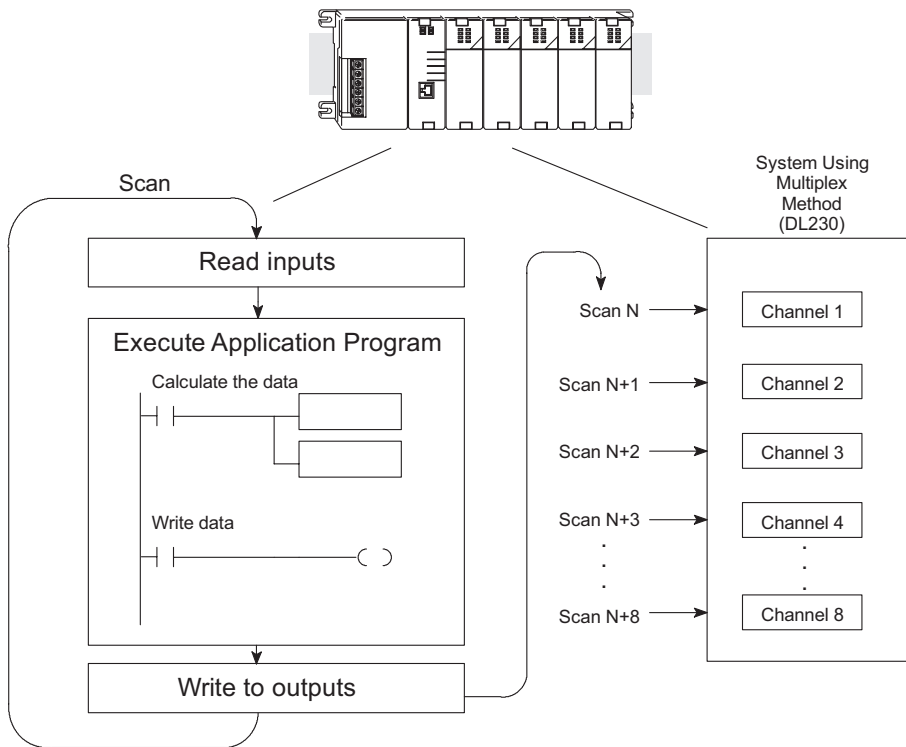 System Using
Multiplex
Method
(DL230)
Scan
Read inputs
Execute Application Program
Calculate the data
Write data
Write to outputs
Scan N
Channel 1
Scan N+1
Channel 2
Scan N+2
Channel 3
Scan N+3
Channel 4
Scan N+8
Channel 8